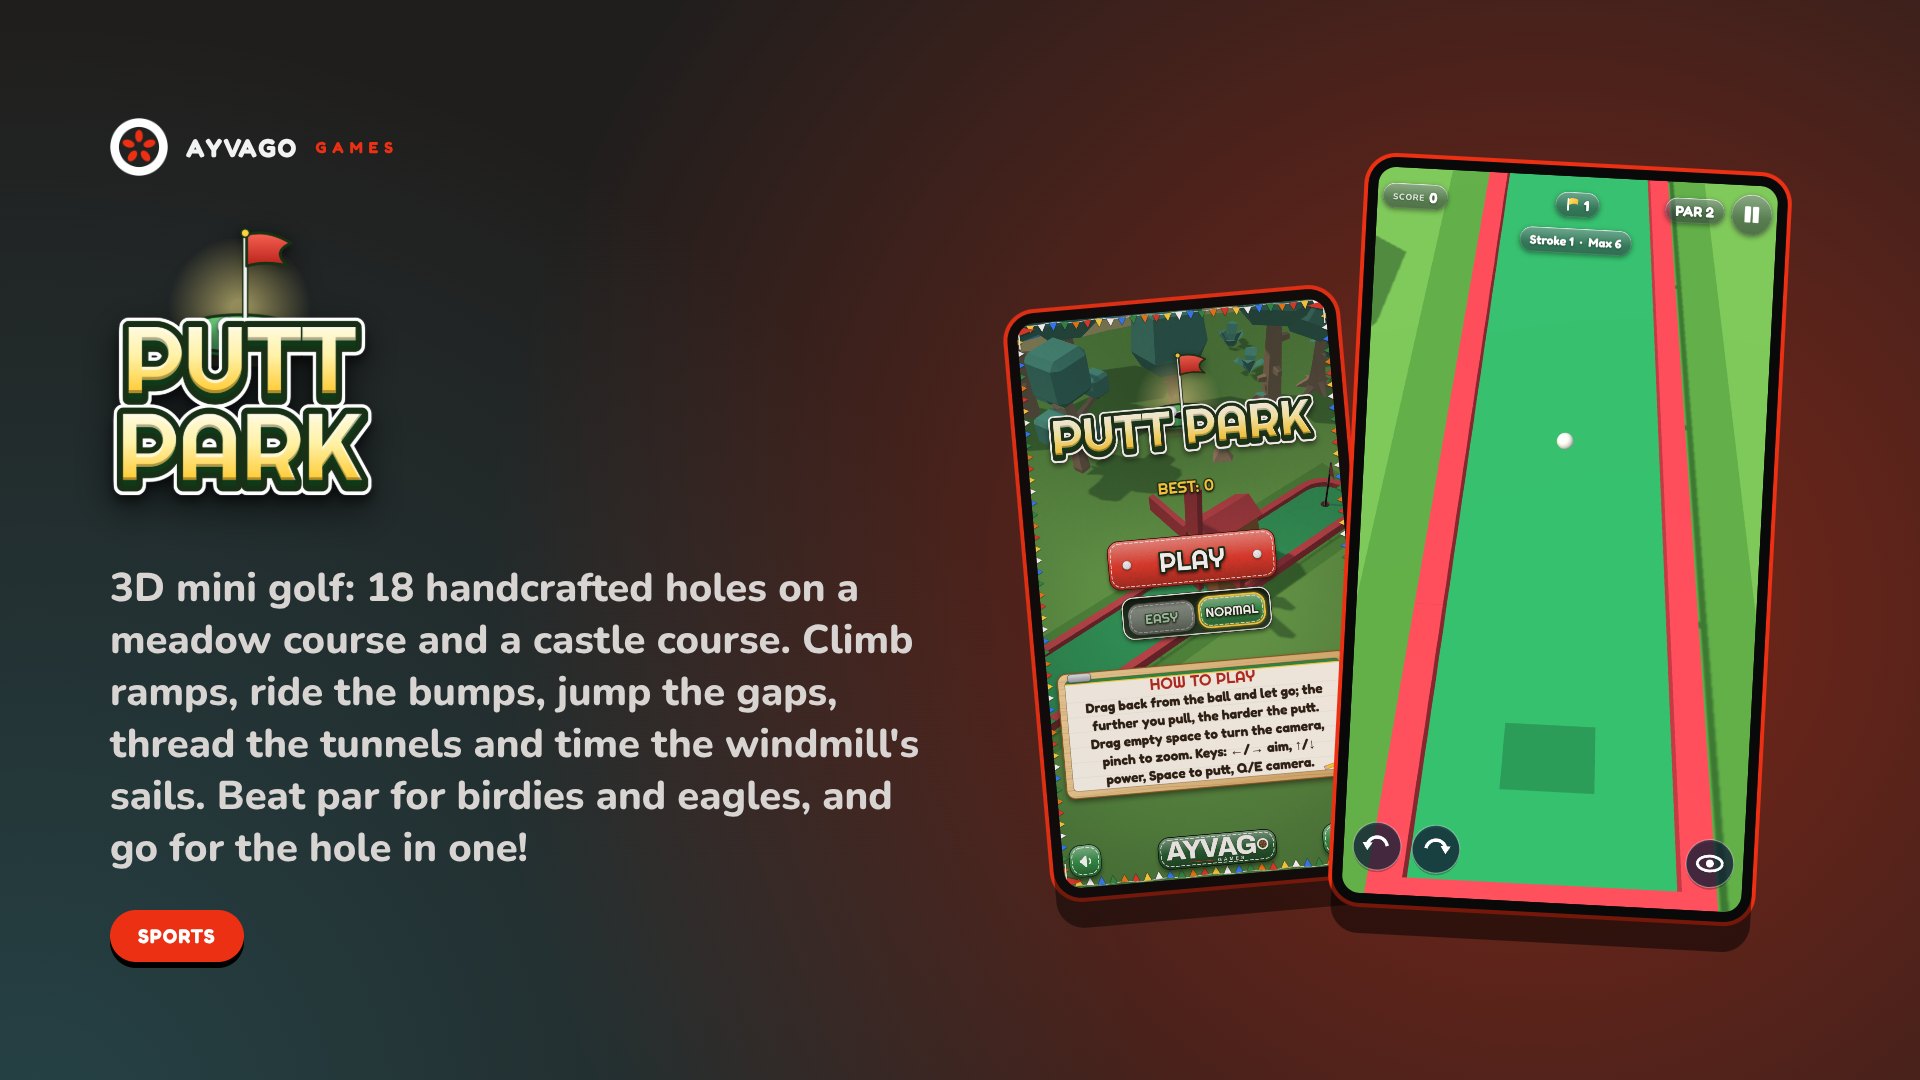 AYVAGO GAMES
PUTT
PARK
3D mini golf: 18 handcrafted holes on a
meadow course and a castle course. Climb
ramps, ride the bumps, jump the gaps,
thread the tunnels and time the windmill's
sails. Beat par for birdies and eagles, and
go for the hole in one!
SPORTS
PUTT PARK
BEST: 0
PLAY
EASY NORMAL
HOW TO PLAY
Drag back from the ball and let go; the
further you pull, the harder the putt.
Drag empty space to turn the camera,
pinch to zoom. Keys: ←/→ aim, ↑/↓
power, Space to putt, Q/E camera.
AYVAGO
GAMES
SCORE 0
1
PAR 2
Stroke 1 · Max 6